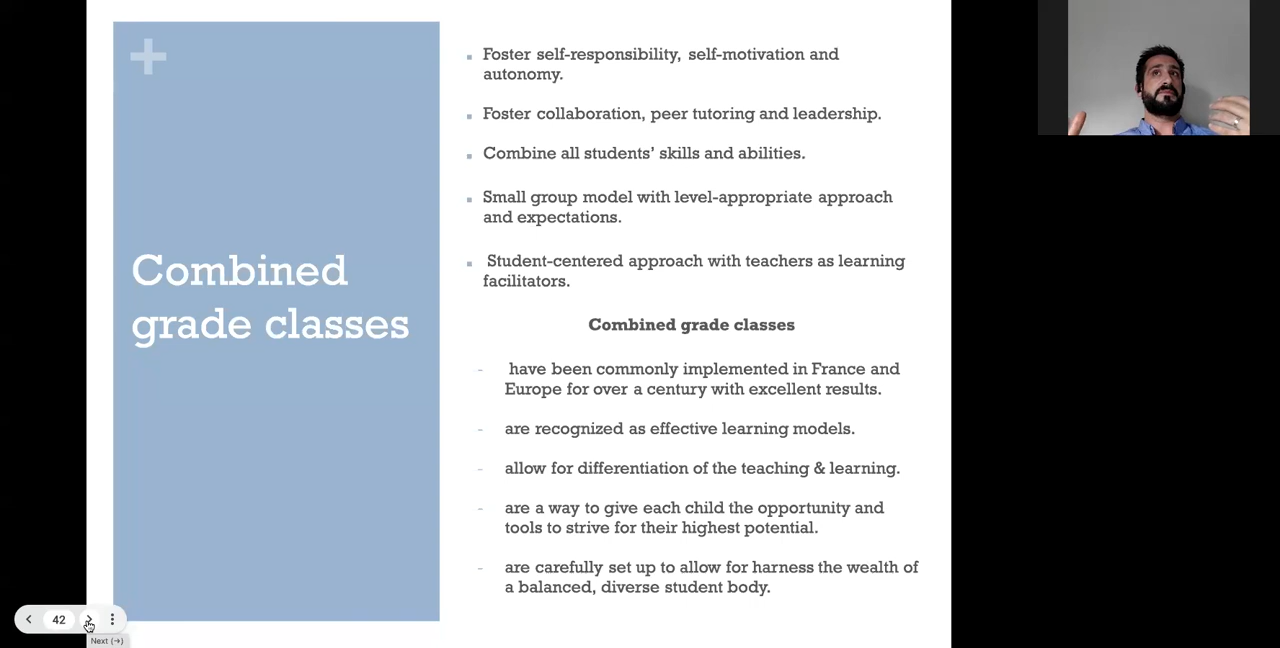 +
Combined
grade classes
Foster self-responsibility, self-motivation and
autonomy.
Foster collaboration, peer tutoring and leadership.
Combine all students’ skills and abilities.
Small group model with level-appropriate approach
and expectations.
Student-centered approach with teachers as learning
facilitators.
Combined grade classes
- have been commonly implemented in France and
Europe for over a century with excellent results.
- are recognized as effective learning models.
- allow for differentiation of the teaching & learning.
- are a way to give each child the opportunity and
tools to strive for their highest potential.
- are carefully set up to allow for harness the wealth of
a balanced, diverse student body.
42
Next (→)